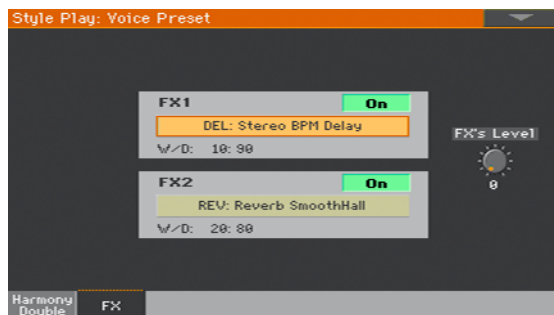 Style Play: Voice Preset
FX1 On
DEL: Stereo BPM Delay
W/D: 10:90
FX's Level
0
FX2 On
REV: Reverb SmoothHall
W/D: 20:80
Harmony
Double
FX